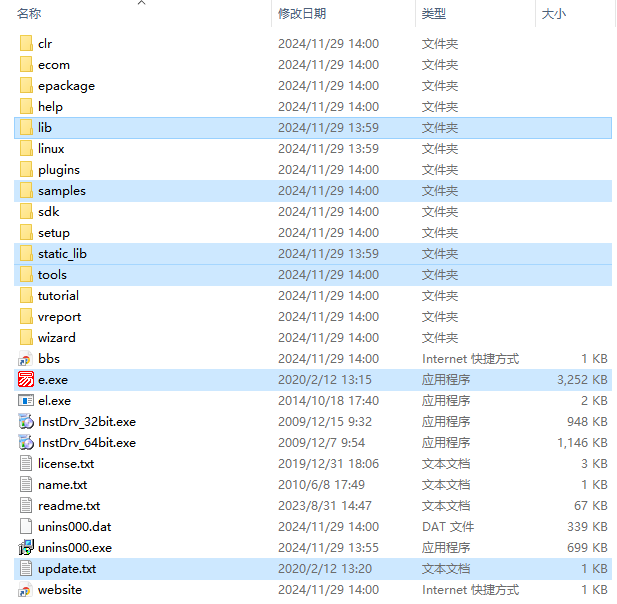 名称 修改日期 类型 大小
clr 2024/11/29 14:00 文件夹
ecom 2024/11/29 14:00 文件夹
epackage 2024/11/29 14:00 文件夹
help 2024/11/29 14:00 文件夹
lib 2024/11/29 13:59 文件夹
linux 2024/11/29 13:59 文件夹
plugins 2024/11/29 14:00 文件夹
samples 2024/11/29 14:00 文件夹
sdk 2024/11/29 14:00 文件夹
setup 2024/11/29 14:00 文件夹
static_lib 2024/11/29 13:59 文件夹
tools 2024/11/29 14:00 文件夹
tutorial 2024/11/29 14:00 文件夹
vreport 2024/11/29 14:00 文件夹
wizard 2024/11/29 14:00 文件夹
bbs 2024/11/29 14:00 Internet 快捷方式 1 KB
e.exe 2020/2/12 13:15 应用程序 3,252 KB
el.exe 2014/10/18 17:40 应用程序 2 KB
InstDrv_32bit.exe 2009/12/15 9:32 应用程序 948 KB
InstDrv_64bit.exe 2009/12/7 9:54 应用程序 1,146 KB
license.txt 2019/12/31 18:06 文本文档 3 KB
name.txt 2010/6/8 17:49 文本文档 1 KB
readme.txt 2023/8/31 14:47 文本文档 67 KB
unins000.dat 2024/11/29 14:00 DAT 文件 339 KB
unins000.exe 2024/11/29 13:55 应用程序 699 KB
update.txt 2020/2/12 13:20 文本文档 1 KB
website 2024/11/29 14:00 Internet 快捷方式 1 KB